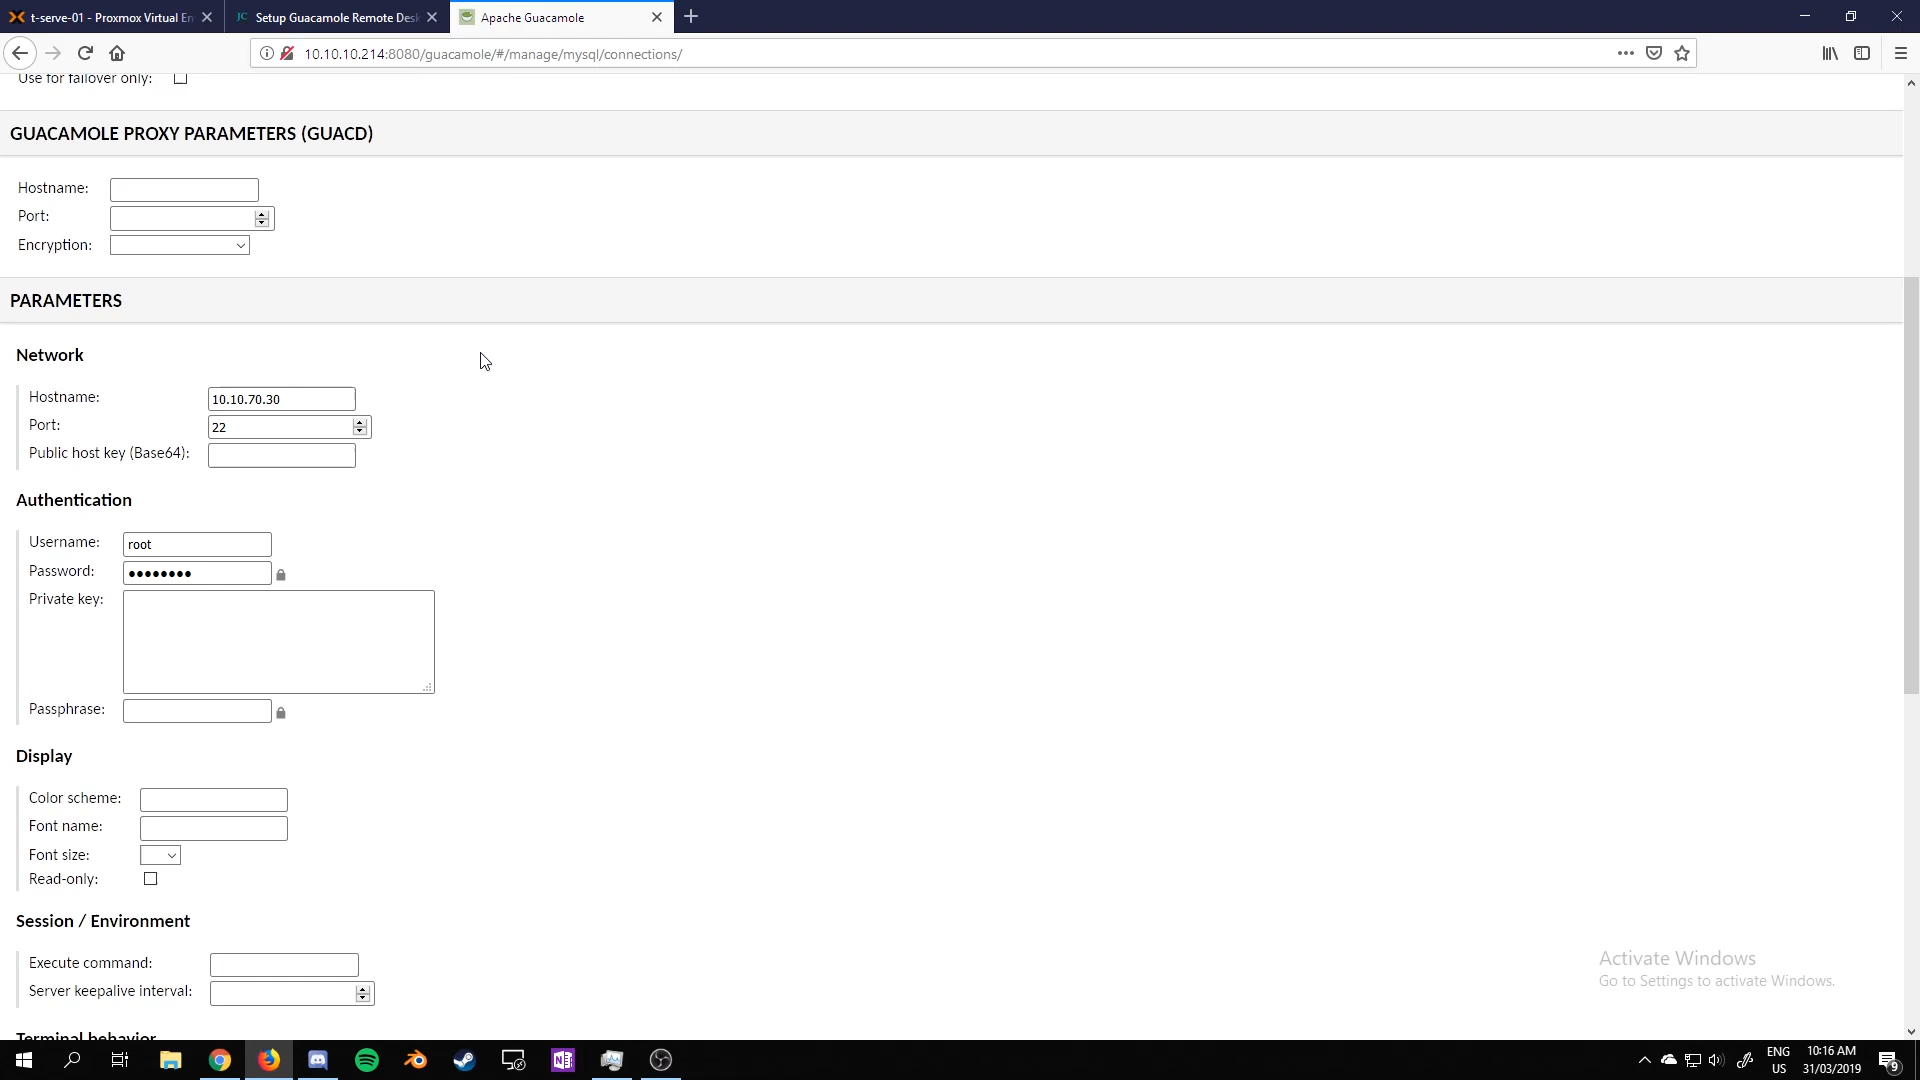 t-serve-01 - Proxmox Virtual En
JC Setup Guacamole Remote Desk
Apache Guacamole
10.10.10.214:8080/guacamole/#/manage/mysql/connections/
Use for failover only:
GUACAMOLE PROXY PARAMETERS (GUACD)
Hostname:
Port:
Encryption:
PARAMETERS
Network
Hostname: 10.10.70.30
Port: 22
Public host key (Base64):
Authentication
Username: root
Password: ••••••••
Private key:
Passphrase:
Display
Color scheme:
Font name:
Font size:
Read-only:
Session / Environment
Execute command:
Server keepalive interval:
Terminal behavior
Activate Windows
Go to Settings to activate Windows.
ENG
US
10:16 AM
31/03/2019
9